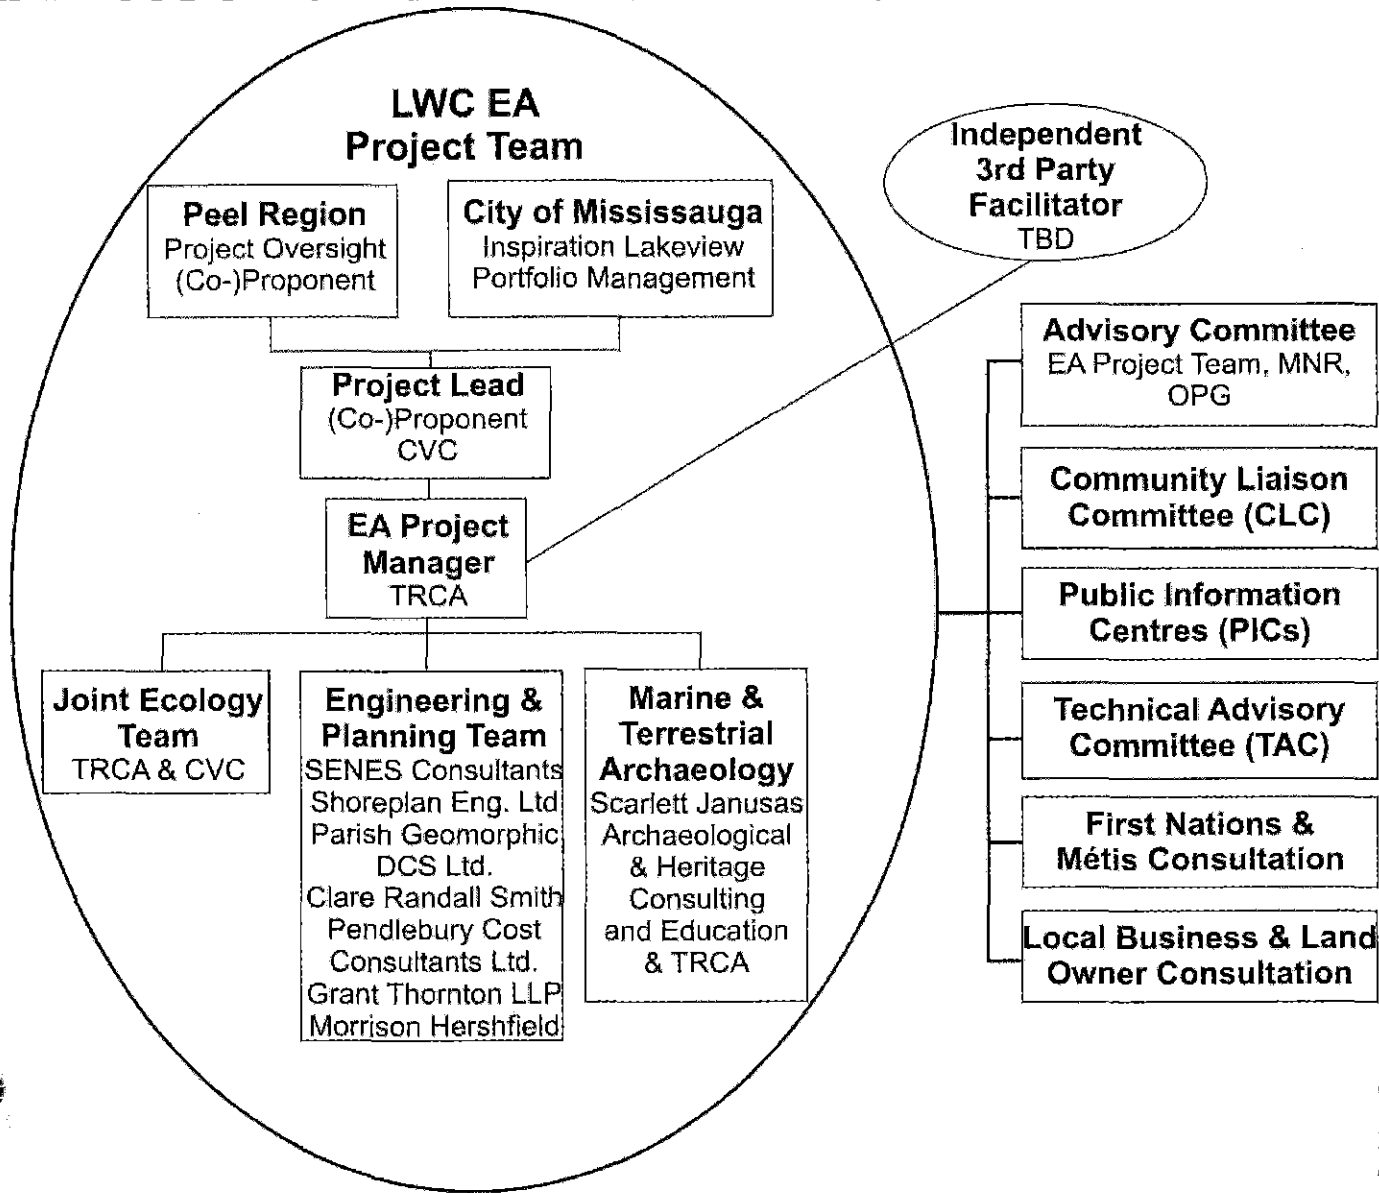 LWC EA
Project Team
Peel Region
Project Oversight
(Co-)Proponent
City of Mississauga
Inspiration Lakeview
Portfolio Management
Project Lead
(Co-)Proponent
CVC
EA Project
Manager
TRCA
Joint Ecology
Team
TRCA & CVC
Engineering &
Planning Team
SENES Consultants
Shoreplan Eng. Ltd
Parish Geomorphic
DCS Ltd.
Clare Randall Smith
Pendlebury Cost
Consultants Ltd.
Grant Thornton LLP
Morrison Hershfield
Marine &
Terrestrial
Archaeology
Scarlett Janusas
Archaeological
& Heritage
Consulting
and Education
& TRCA
Independent
3rd Party
Facilitator
TBD
Advisory Committee
EA Project Team, MNR,
OPG
Community Liaison
Committee (CLC)
Public Information
Centres (PICs)
Technical Advisory
Committee (TAC)
First Nations &
Métis Consultation
Local Business & Land
Owner Consultation